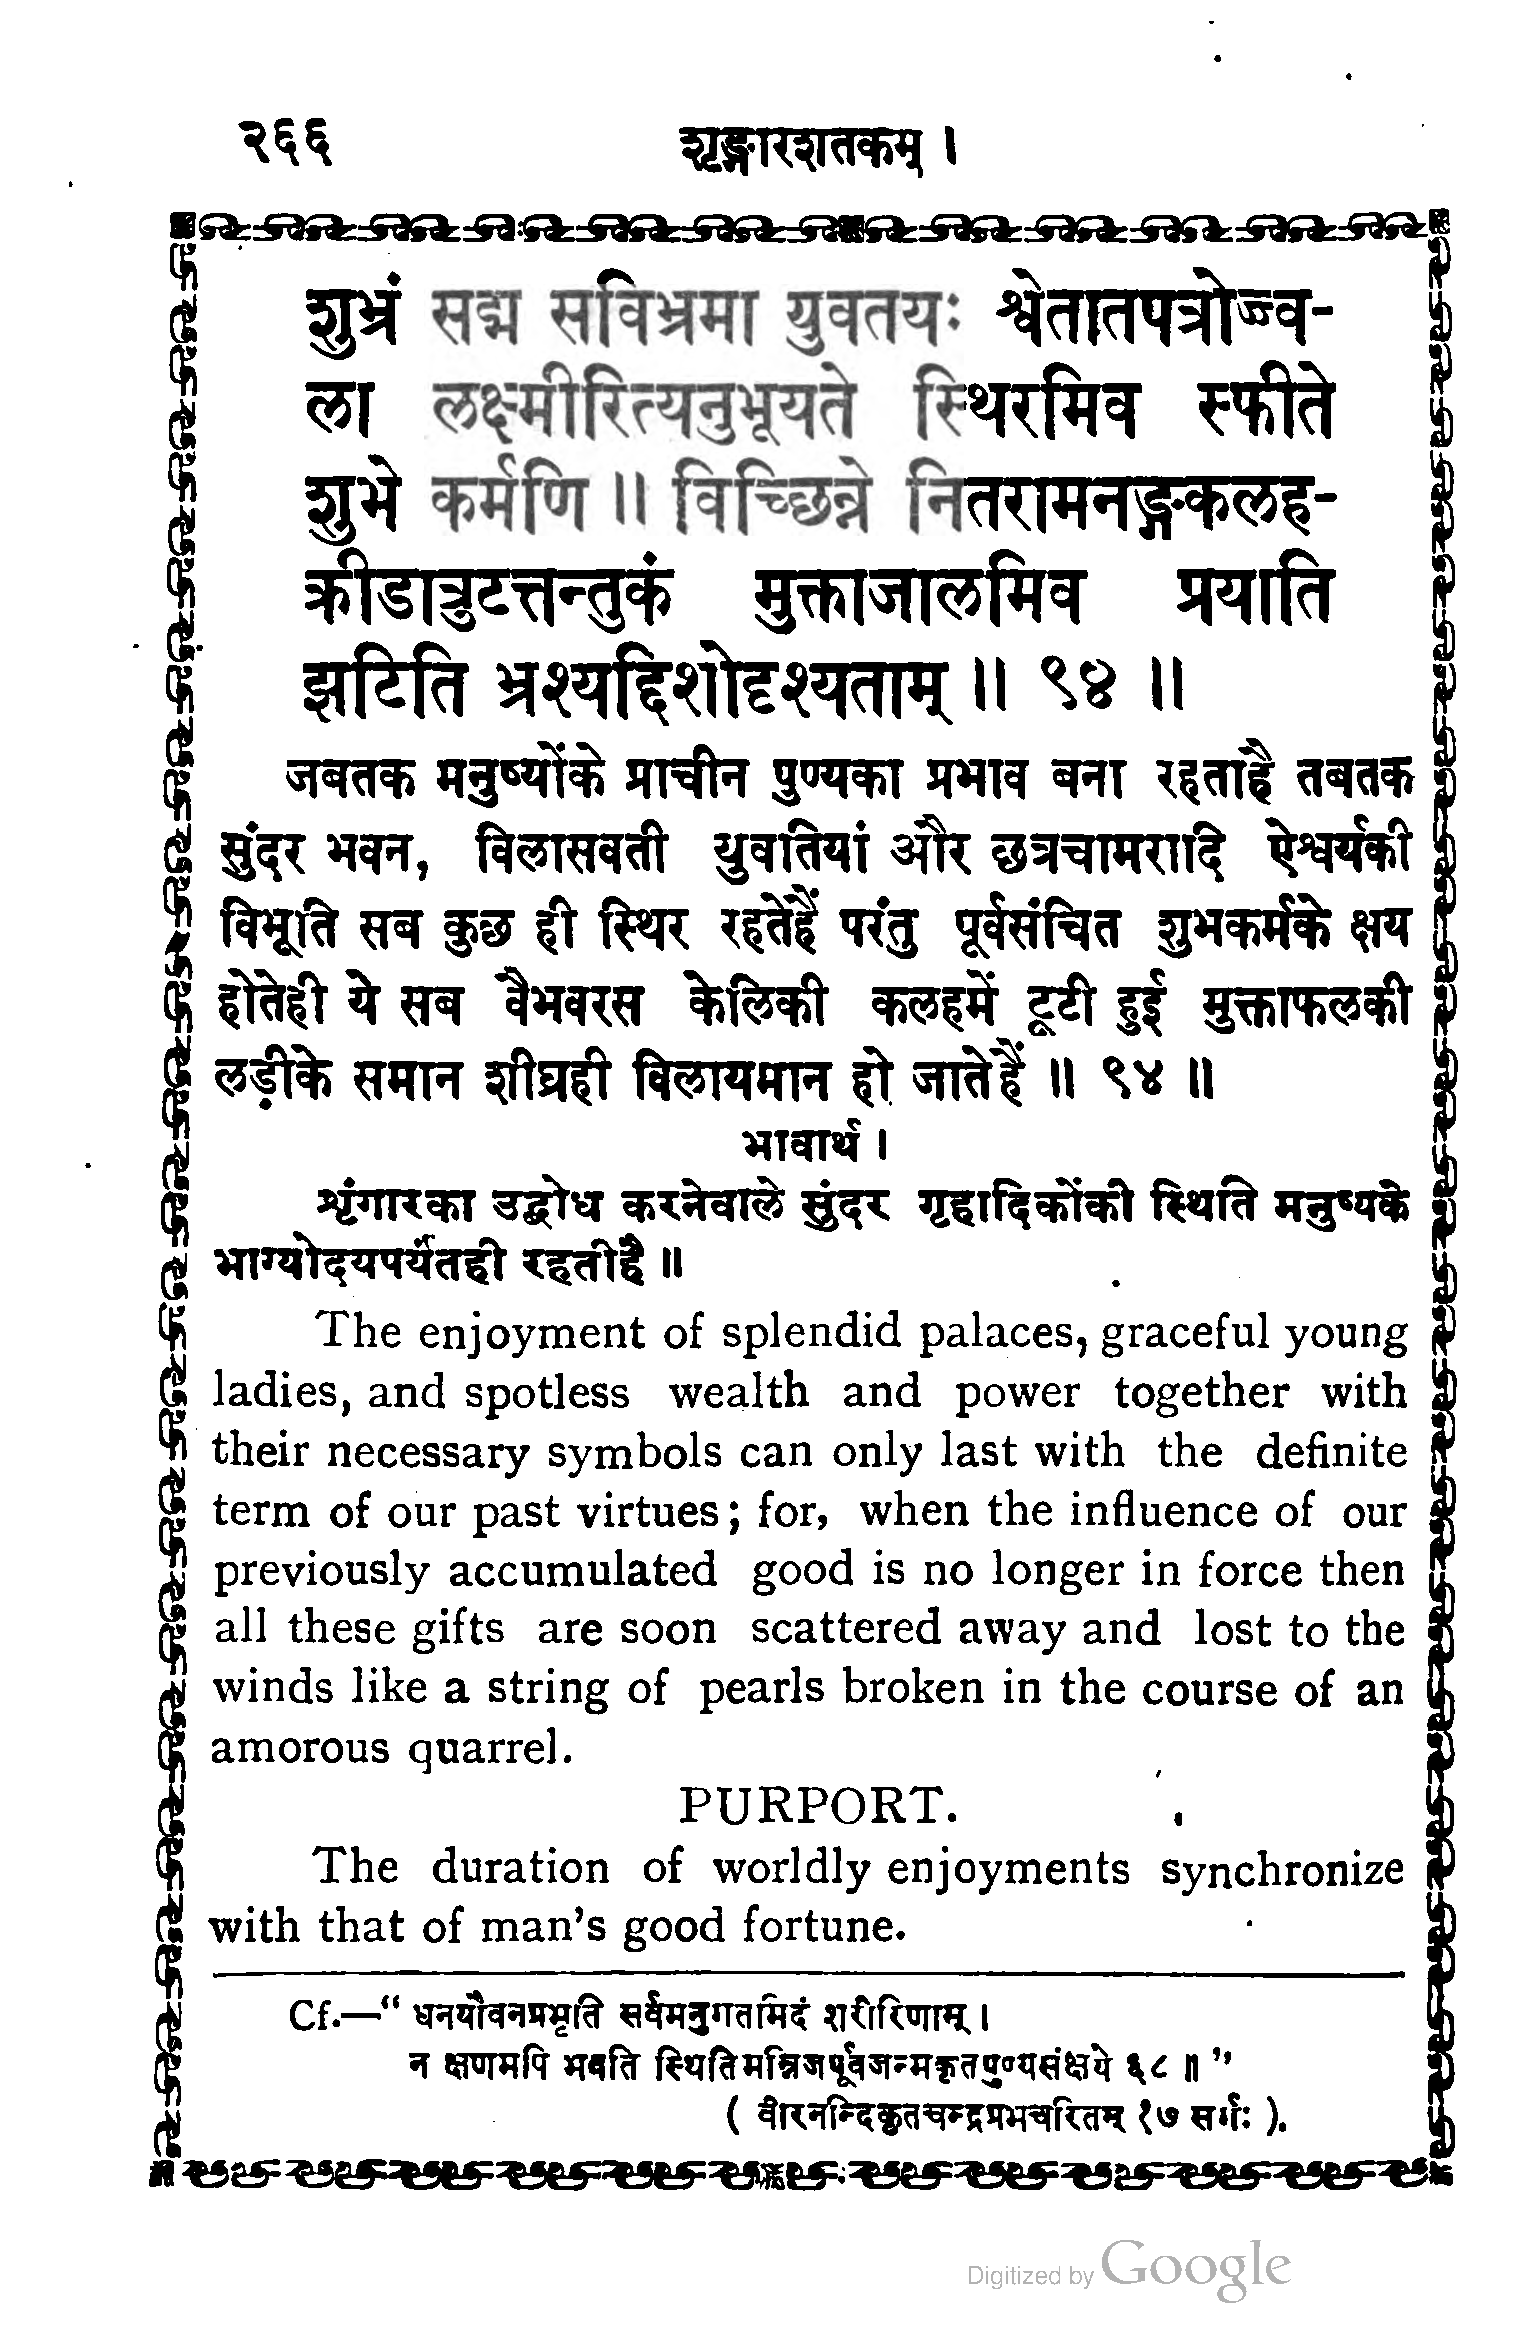 २६६ शृङ्गारशतकम् ।
शुभ्रं सद्म सविभ्रमा युवतयः श्वेतातपत्रोज्ज्व-
ला लक्ष्मीरित्यनुभूयते स्थिरमिव स्फीते
शुभे कर्मणि ॥ विच्छिन्ने नितरामनङ्गकलह-
क्रीडात्रुटत्तन्तुकं मुक्ताजालमिव प्रयाति
झटिति भ्रश्यद्दिशोदृश्यताम् ॥ ९४ ॥
जबतक मनुष्योंके प्राचीन पुण्यका प्रभाव बना रहताहै तबतक
सुंदर भवन, विलासवती युवतियां और छत्रचामरादि ऐश्वर्यकी
विभूति सब कुछ ही स्थिर रहतेहैं परंतु पूर्वसंचित शुभकर्मके क्षय
होतेही ये सब वैभवरस केलिकी कलहमें टूटी हुई मुक्ताफलकी
लड़ीके समान शीघ्रही विलायमान हो जातेहैं ॥ ९४ ॥
भावार्थ ।
शृंगारका उद्बोध करनेवाले सुंदर गृहादिकोंकी स्थिति मनुष्यके
भाग्योदयपर्यंतही रहतीहै ॥
The enjoyment of splendid palaces, graceful young
ladies, and spotless wealth and power together with
their necessary symbols can only last with the definite
term of our past virtues; for, when the influence of our
previously accumulated good is no longer in force then
all these gifts are soon scattered away and lost to the
winds like a string of pearls broken in the course of an
amorous quarrel.
PURPORT.
The duration of worldly enjoyments synchronize
with that of man's good fortune.
Cf.—“ धनयौवनप्रभृति सर्वमनुगतमिदं शरीरिणाम् ।
न क्षणमपि भवति स्थितिमन्निजपूर्वजन्मकृतपुण्यसंक्षये ६८ ॥ ”
( वीरनन्दिकृतचन्द्रप्रभचरितम् १७ सर्गः ).
Digitized by Google